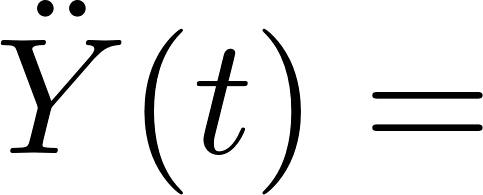 Ÿ(t) =